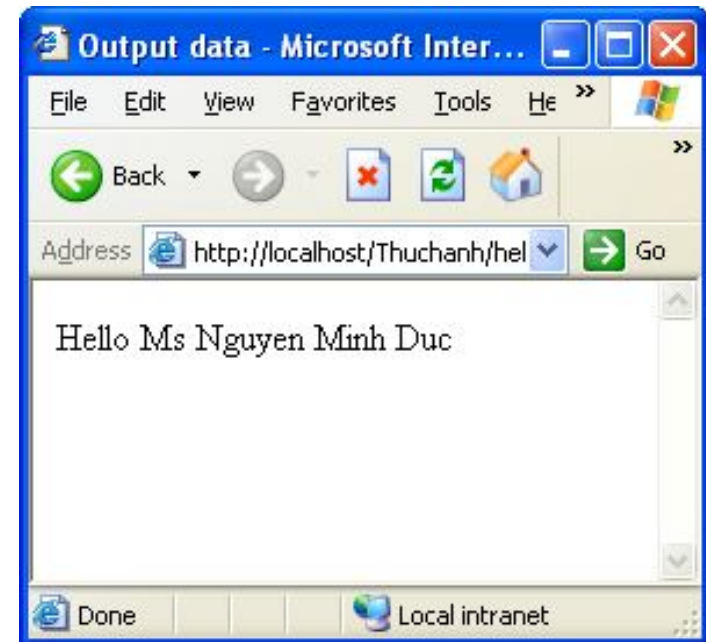 Output data - Microsoft Inter...
File Edit View Favorites Tools He »
Back »
Address http://localhost/Thuchanh/hel Go
Hello Ms Nguyen Minh Duc
Done Local intranet